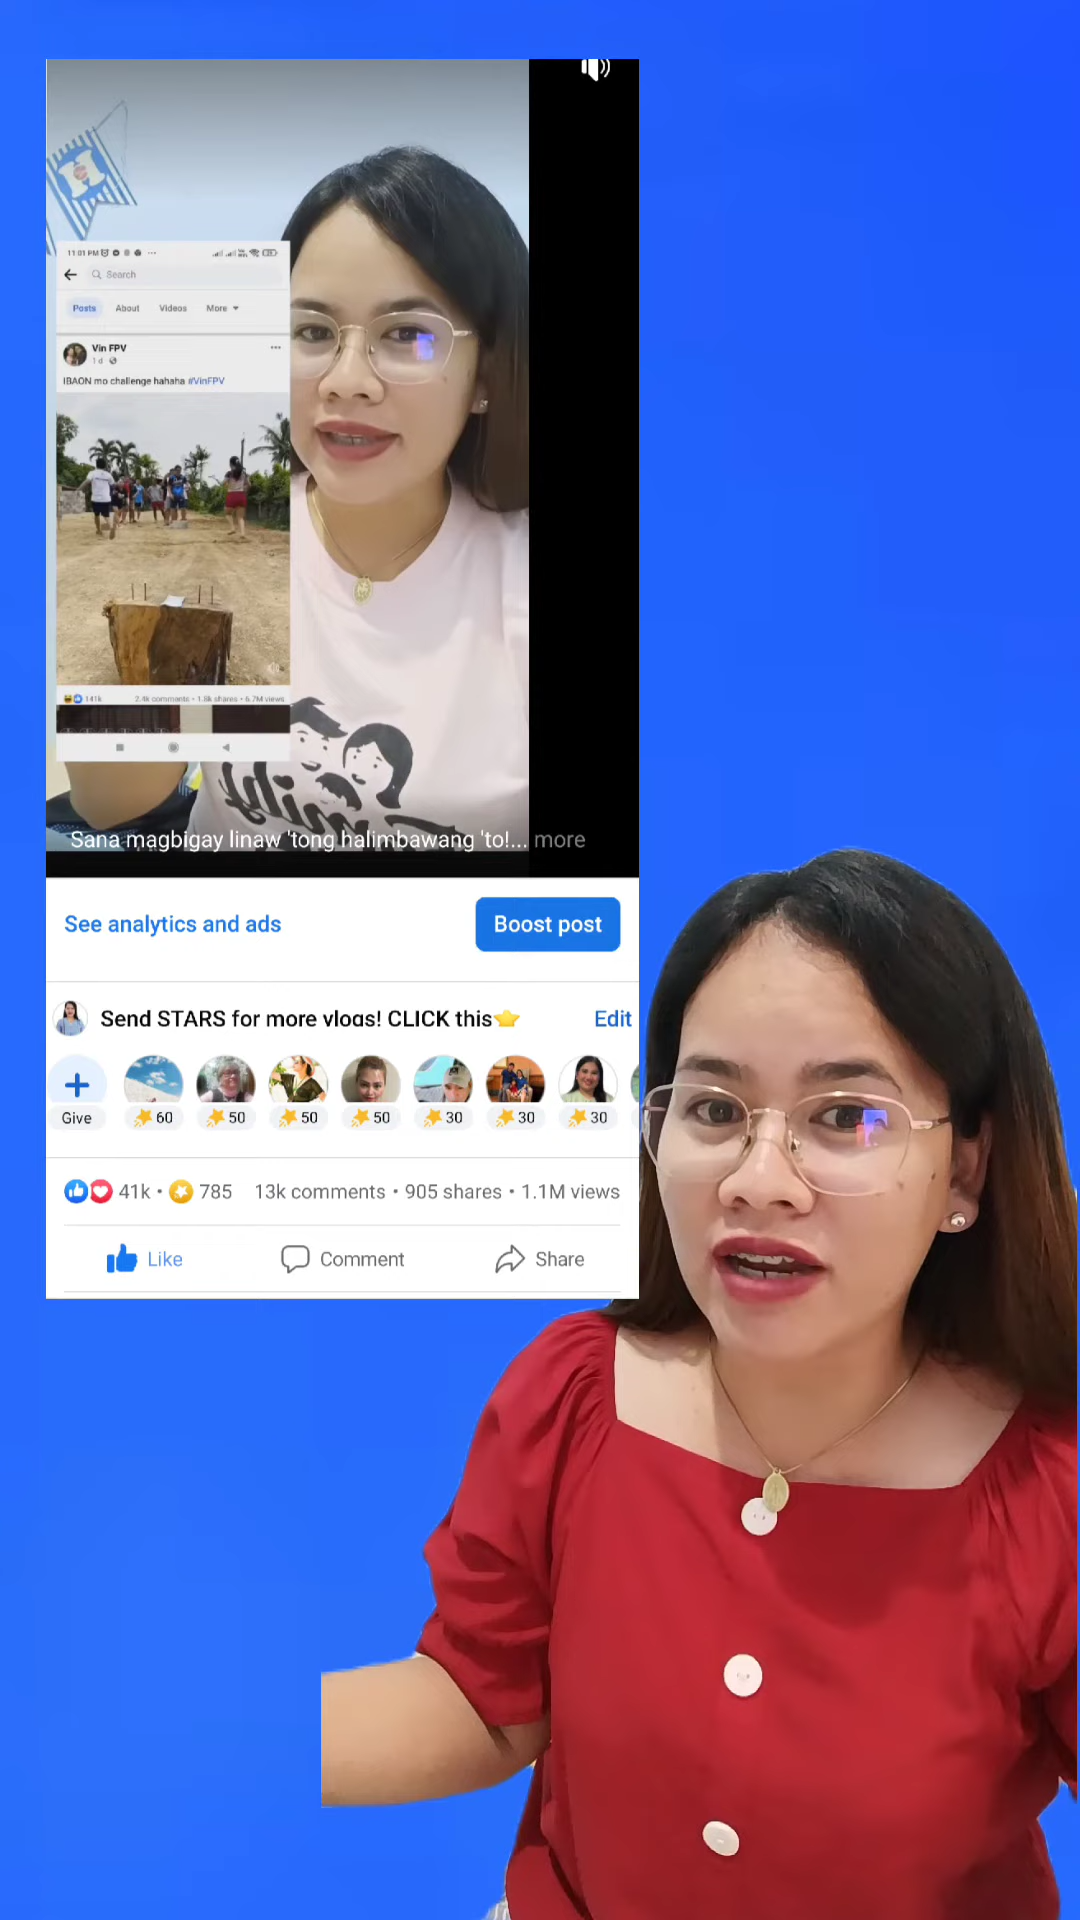 11:01 PM
Search
Posts About Videos More
Vin FPV
1 d
IBAON mo challenge hahaha #VinFPV
141k 2.4k comments • 1.8k shares • 6.7M views
Sana magbigay linaw 'tong halimbawang 'to!... more
See analytics and ads Boost post
Send STARS for more vlogs! CLICK this Edit
Give 60 50 50 50 30 30 30
41k • 785 13k comments • 905 shares • 1.1M views
Like Comment Share